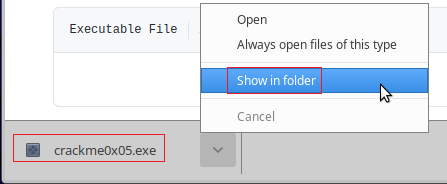 Executable File
Open
Always open files of this type
Show in folder
Cancel
crackme0x05.exe